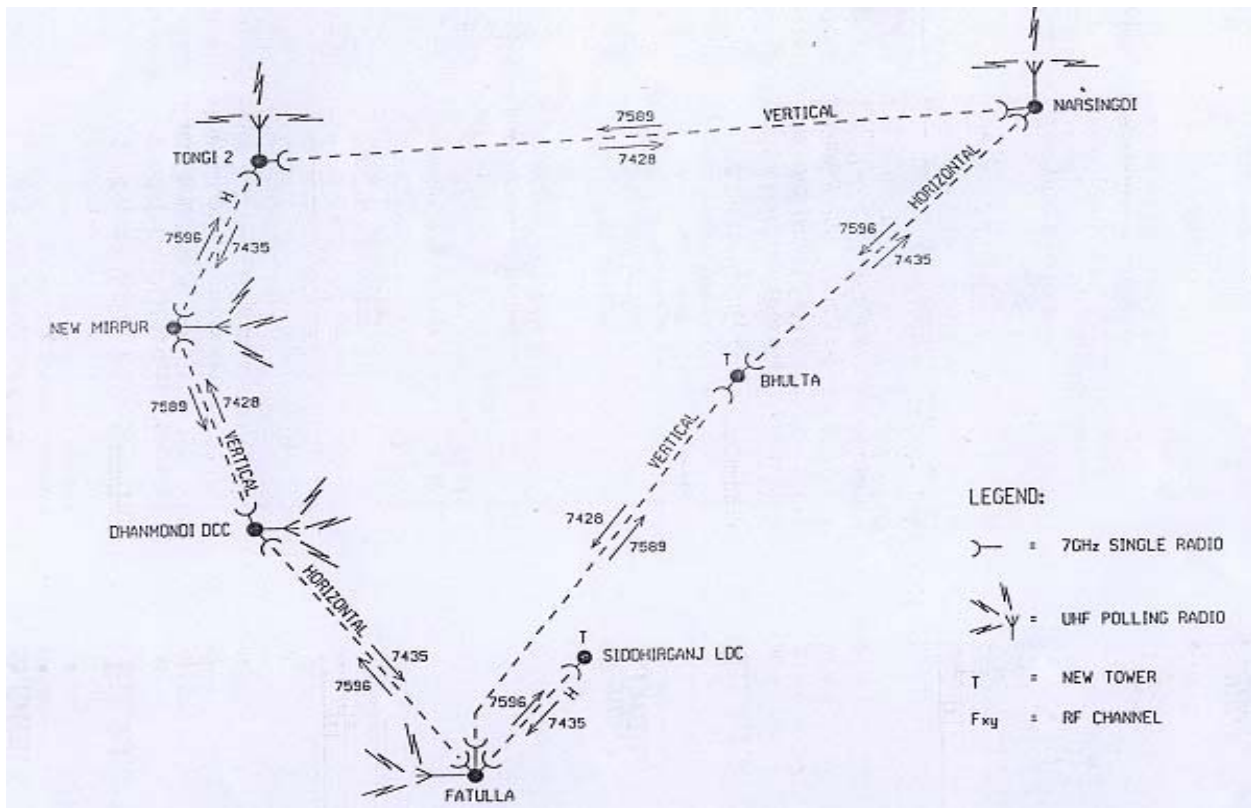 NARSINGDI
VERTICAL
7589
7428
TONGI 2
H
7596
7435
HORIZONTAL
7596
7435
NEW MIRPUR
T
BHULTA
7589
7428
VERTICAL
VERTICAL
DHANMONDI DCC
HORIZONTAL
7428
7589
LEGEND:
= 7GHz SINGLE RADIO
= UHF POLLING RADIO
T = NEW TOWER
Fxy = RF CHANNEL
T
SIDDHIRGANJ LDC
7435
7596
7596
H
7435
FATULLA